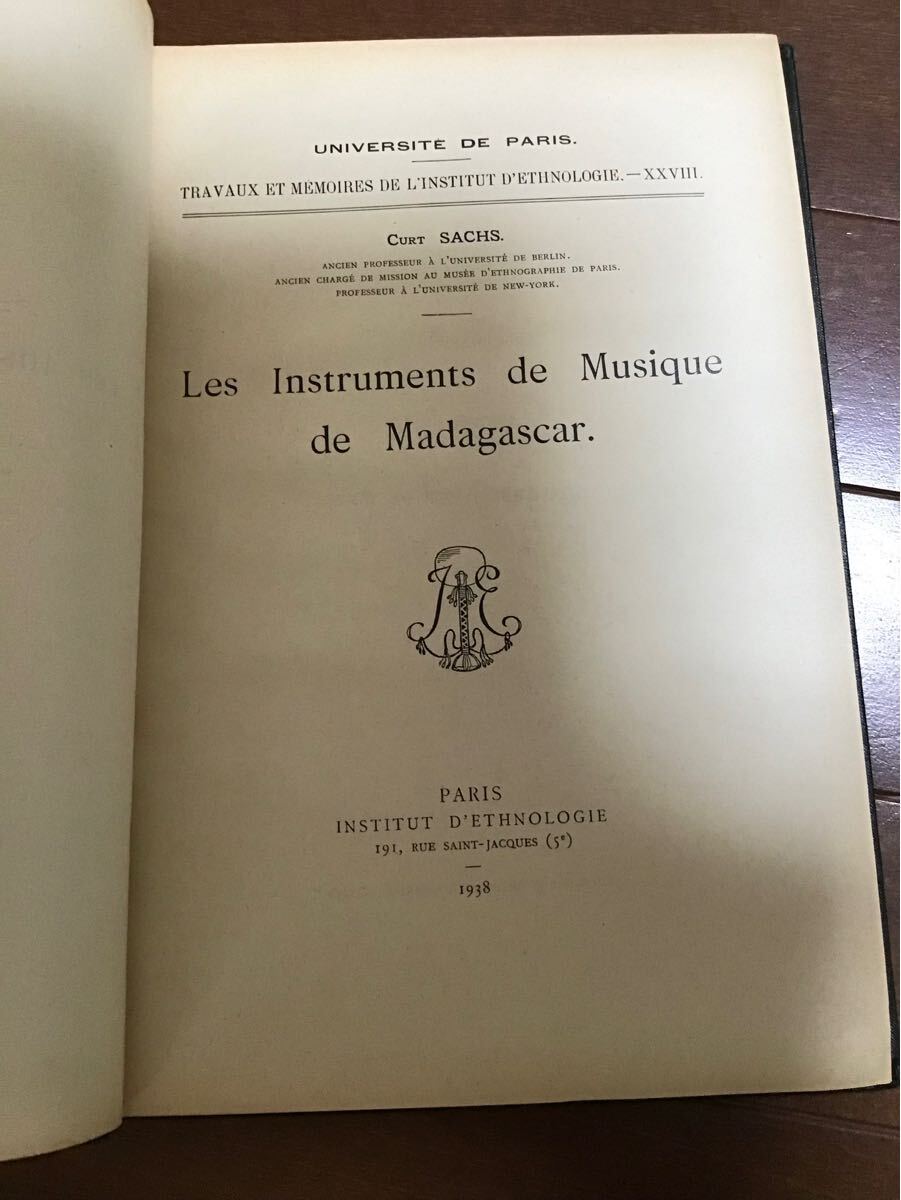 UNIVERSITÉ DE PARIS.
TRAVAUX ET MÉMOIRES DE L'INSTITUT D'ETHNOLOGIE.—XXVIII.
CURT SACHS.
ANCIEN PROFESSEUR À L'UNIVERSITÉ DE BERLIN.
ANCIEN CHARGÉ DE MISSION AU MUSÉE D'ETHNOGRAPHIE DE PARIS.
PROFESSEUR À L'UNIVERSITÉ DE NEW-YORK.
Les Instruments de Musique
de Madagascar.
IE
PARIS
INSTITUT D'ETHNOLOGIE
191, RUE SAINT-JACQUES (5e)
1938